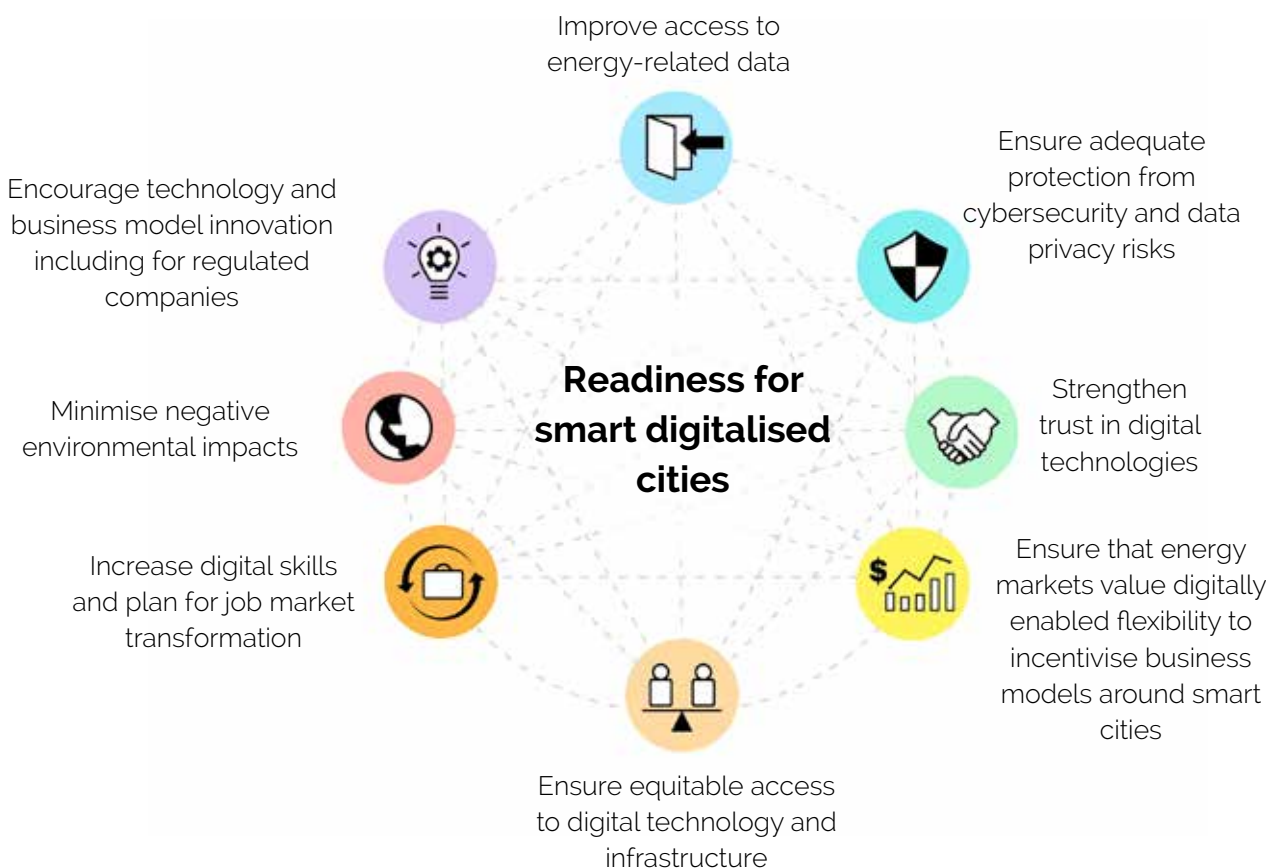 Improve access to
energy-related data
Ensure adequate
protection from
cybersecurity and data
privacy risks
Strengthen
trust in digital
technologies
$
Ensure that energy
markets value digitally
enabled flexibility to
incentivise business
models around smart
cities
Ensure equitable access
to digital technology and
infrastructure
Increase digital skills
and plan for job market
transformation
Minimise negative
environmental impacts
Encourage technology and
business model innovation
including for regulated
companies
Readiness for
smart digitalised
cities